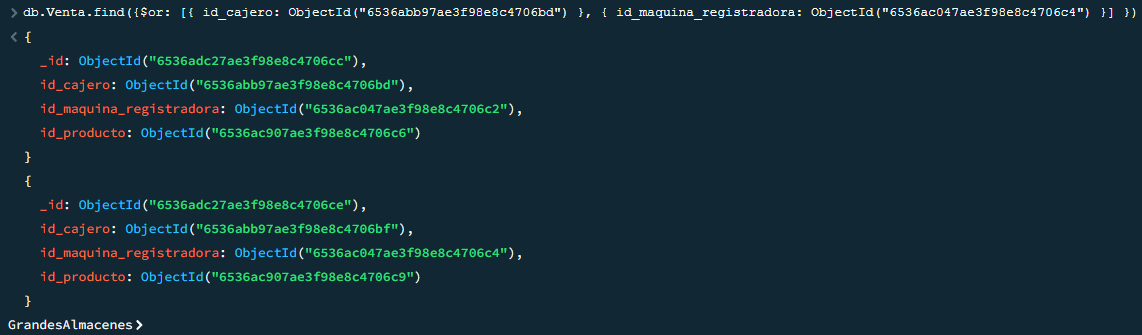 > db.Venta.find({$or: [{ id_cajero: ObjectId("6536abb97ae3f98e8c4706bd") }, { id_maquina_registradora: ObjectId("6536ac047ae3f98e8c4706c4") }] })
< {
_id: ObjectId("6536adc27ae3f98e8c4706cc"),
id_cajero: ObjectId("6536abb97ae3f98e8c4706bd"),
id_maquina_registradora: ObjectId("6536ac047ae3f98e8c4706c2"),
id_producto: ObjectId("6536ac907ae3f98e8c4706c6")
}
{
_id: ObjectId("6536adc27ae3f98e8c4706ce"),
id_cajero: ObjectId("6536abb97ae3f98e8c4706bf"),
id_maquina_registradora: ObjectId("6536ac047ae3f98e8c4706c4"),
id_producto: ObjectId("6536ac907ae3f98e8c4706c9")
}
GrandesAlmacenes>